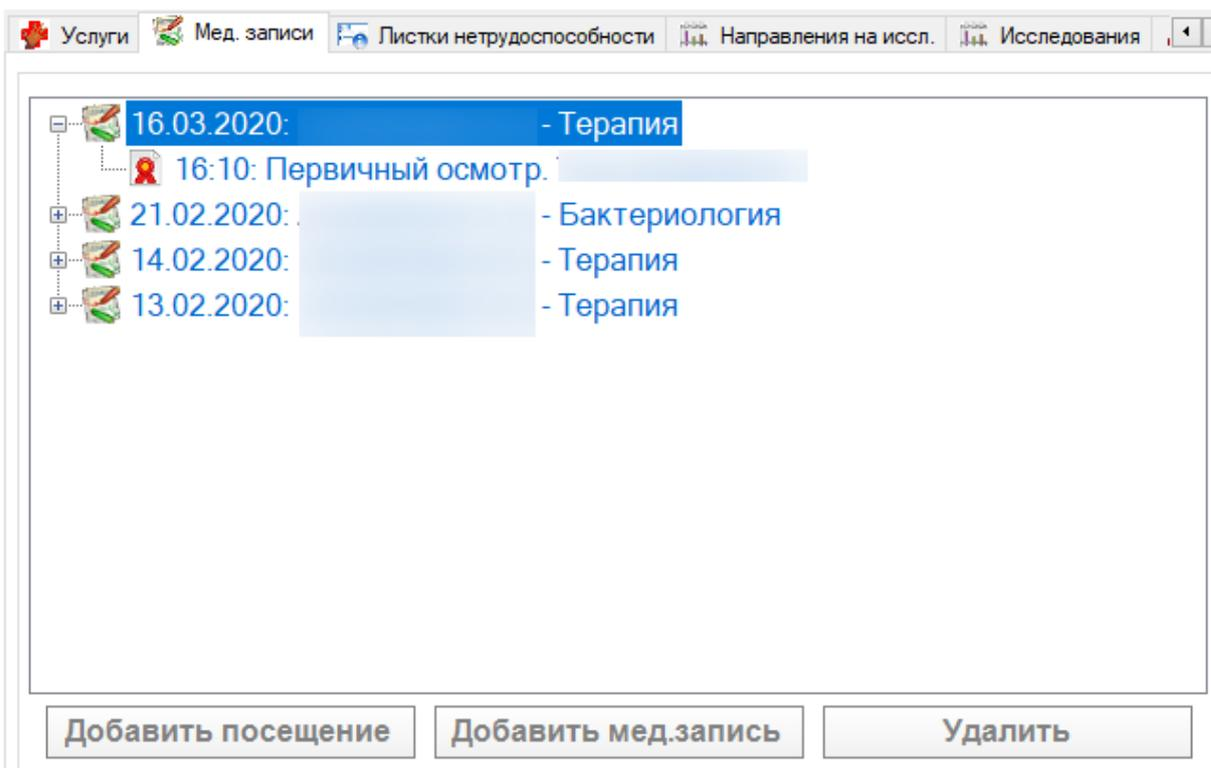 Услуги Мед. записи Листки нетрудоспособности Направления на иссл. Исследования
16.03.2020: - Терапия
16:10: Первичный осмотр.
21.02.2020: - Бактериология
14.02.2020: - Терапия
13.02.2020: - Терапия
Добавить посещение Добавить мед.запись Удалить